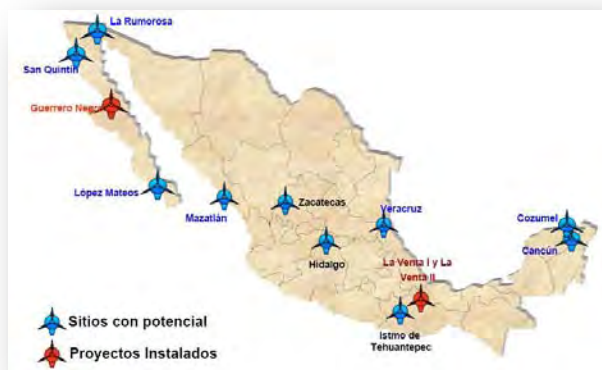 La Rumorosa
San Quintín
Guerrero Negro
López Mateos
Mazatlán
Zacatecas
Veracruz
Cozumel
Cancún
Hidalgo
La Venta I y La
Venta II
Istmo de
Tehuantepec
Sitios con potencial
Proyectos Instalados